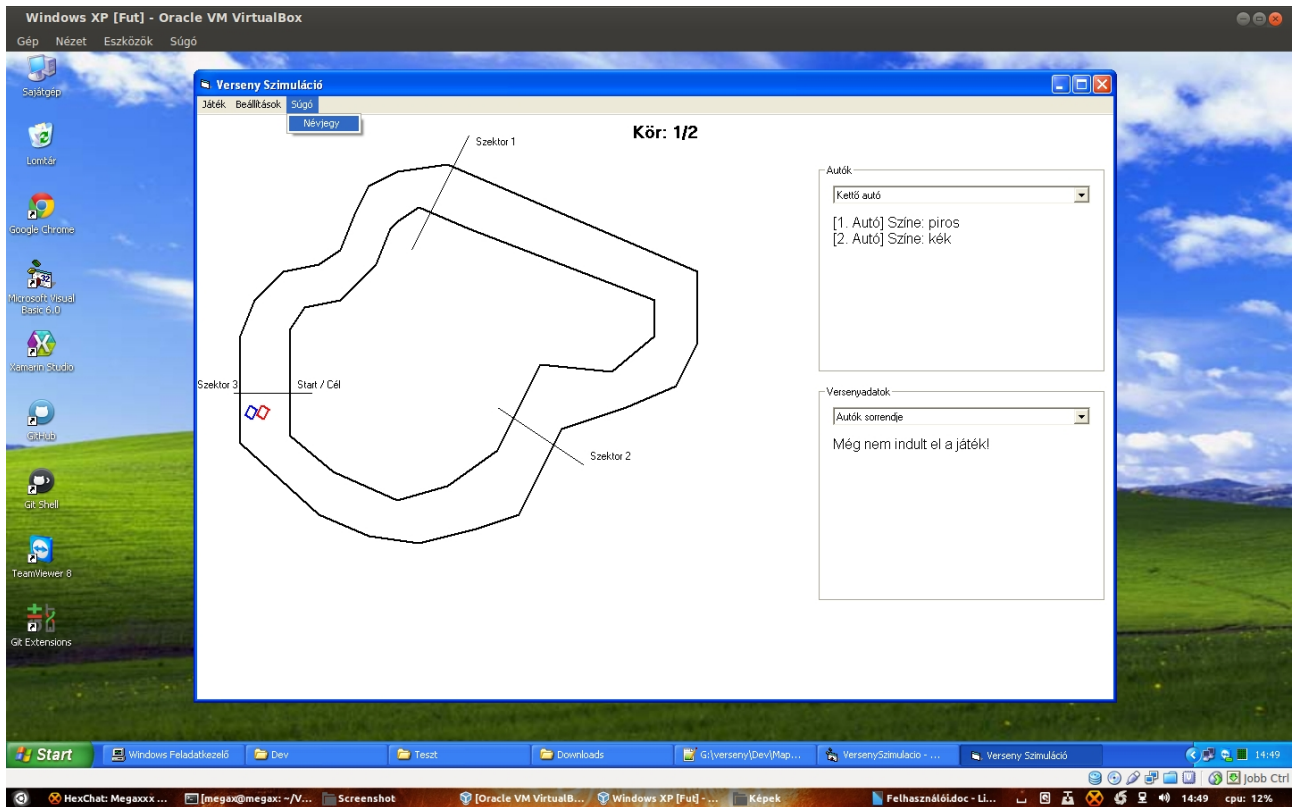 Windows XP [Fut] - Oracle VM VirtualBox
Gép Nézet Eszközök Súgó
Sajátgép
Lomtár
Google Chrome
Microsoft Visual
Basic 6.0
Xamarin Studio
GitHub
Git Shell
TeamViewer 8
Git Extensions
Verseny Szimuláció
Játék Beállítások Súgó
Névjegy
Kör: 1/2
Szektor 1
Szektor 3
Start / Cél
Szektor 2
Autók
Kettő autó
[1. Autó] Színe: piros
[2. Autó] Színe: kék
Versenyadatok
Autók sorrendje
Még nem indult el a játék!
Start Windows Feladatkezelő Dev Teszt Downloads G:\verseny\Dev\Map... VersenySzimulacio - ... Verseny Szimuláció 14:49
Jobb Ctrl
HexChat: Megaxxx ... [megax@megax: ~/V... Screenshot [Oracle VM VirtualB... Windows XP [Fut] - ... Képek Felhasználói.doc - Li... 14:49 cpu: 12%